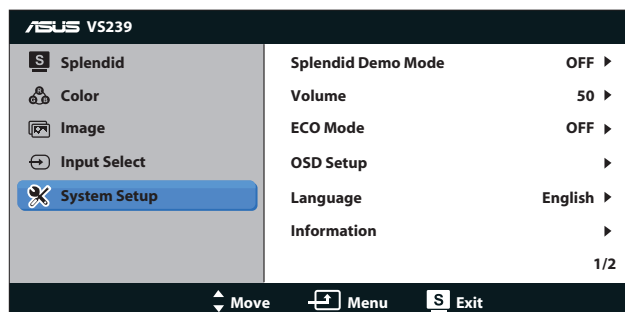 ASUS VS239
S Splendid
Color
Image
Input Select
System Setup
Splendid Demo Mode OFF
Volume 50
ECO Mode OFF
OSD Setup
Language English
Information
1/2
Move Menu S Exit